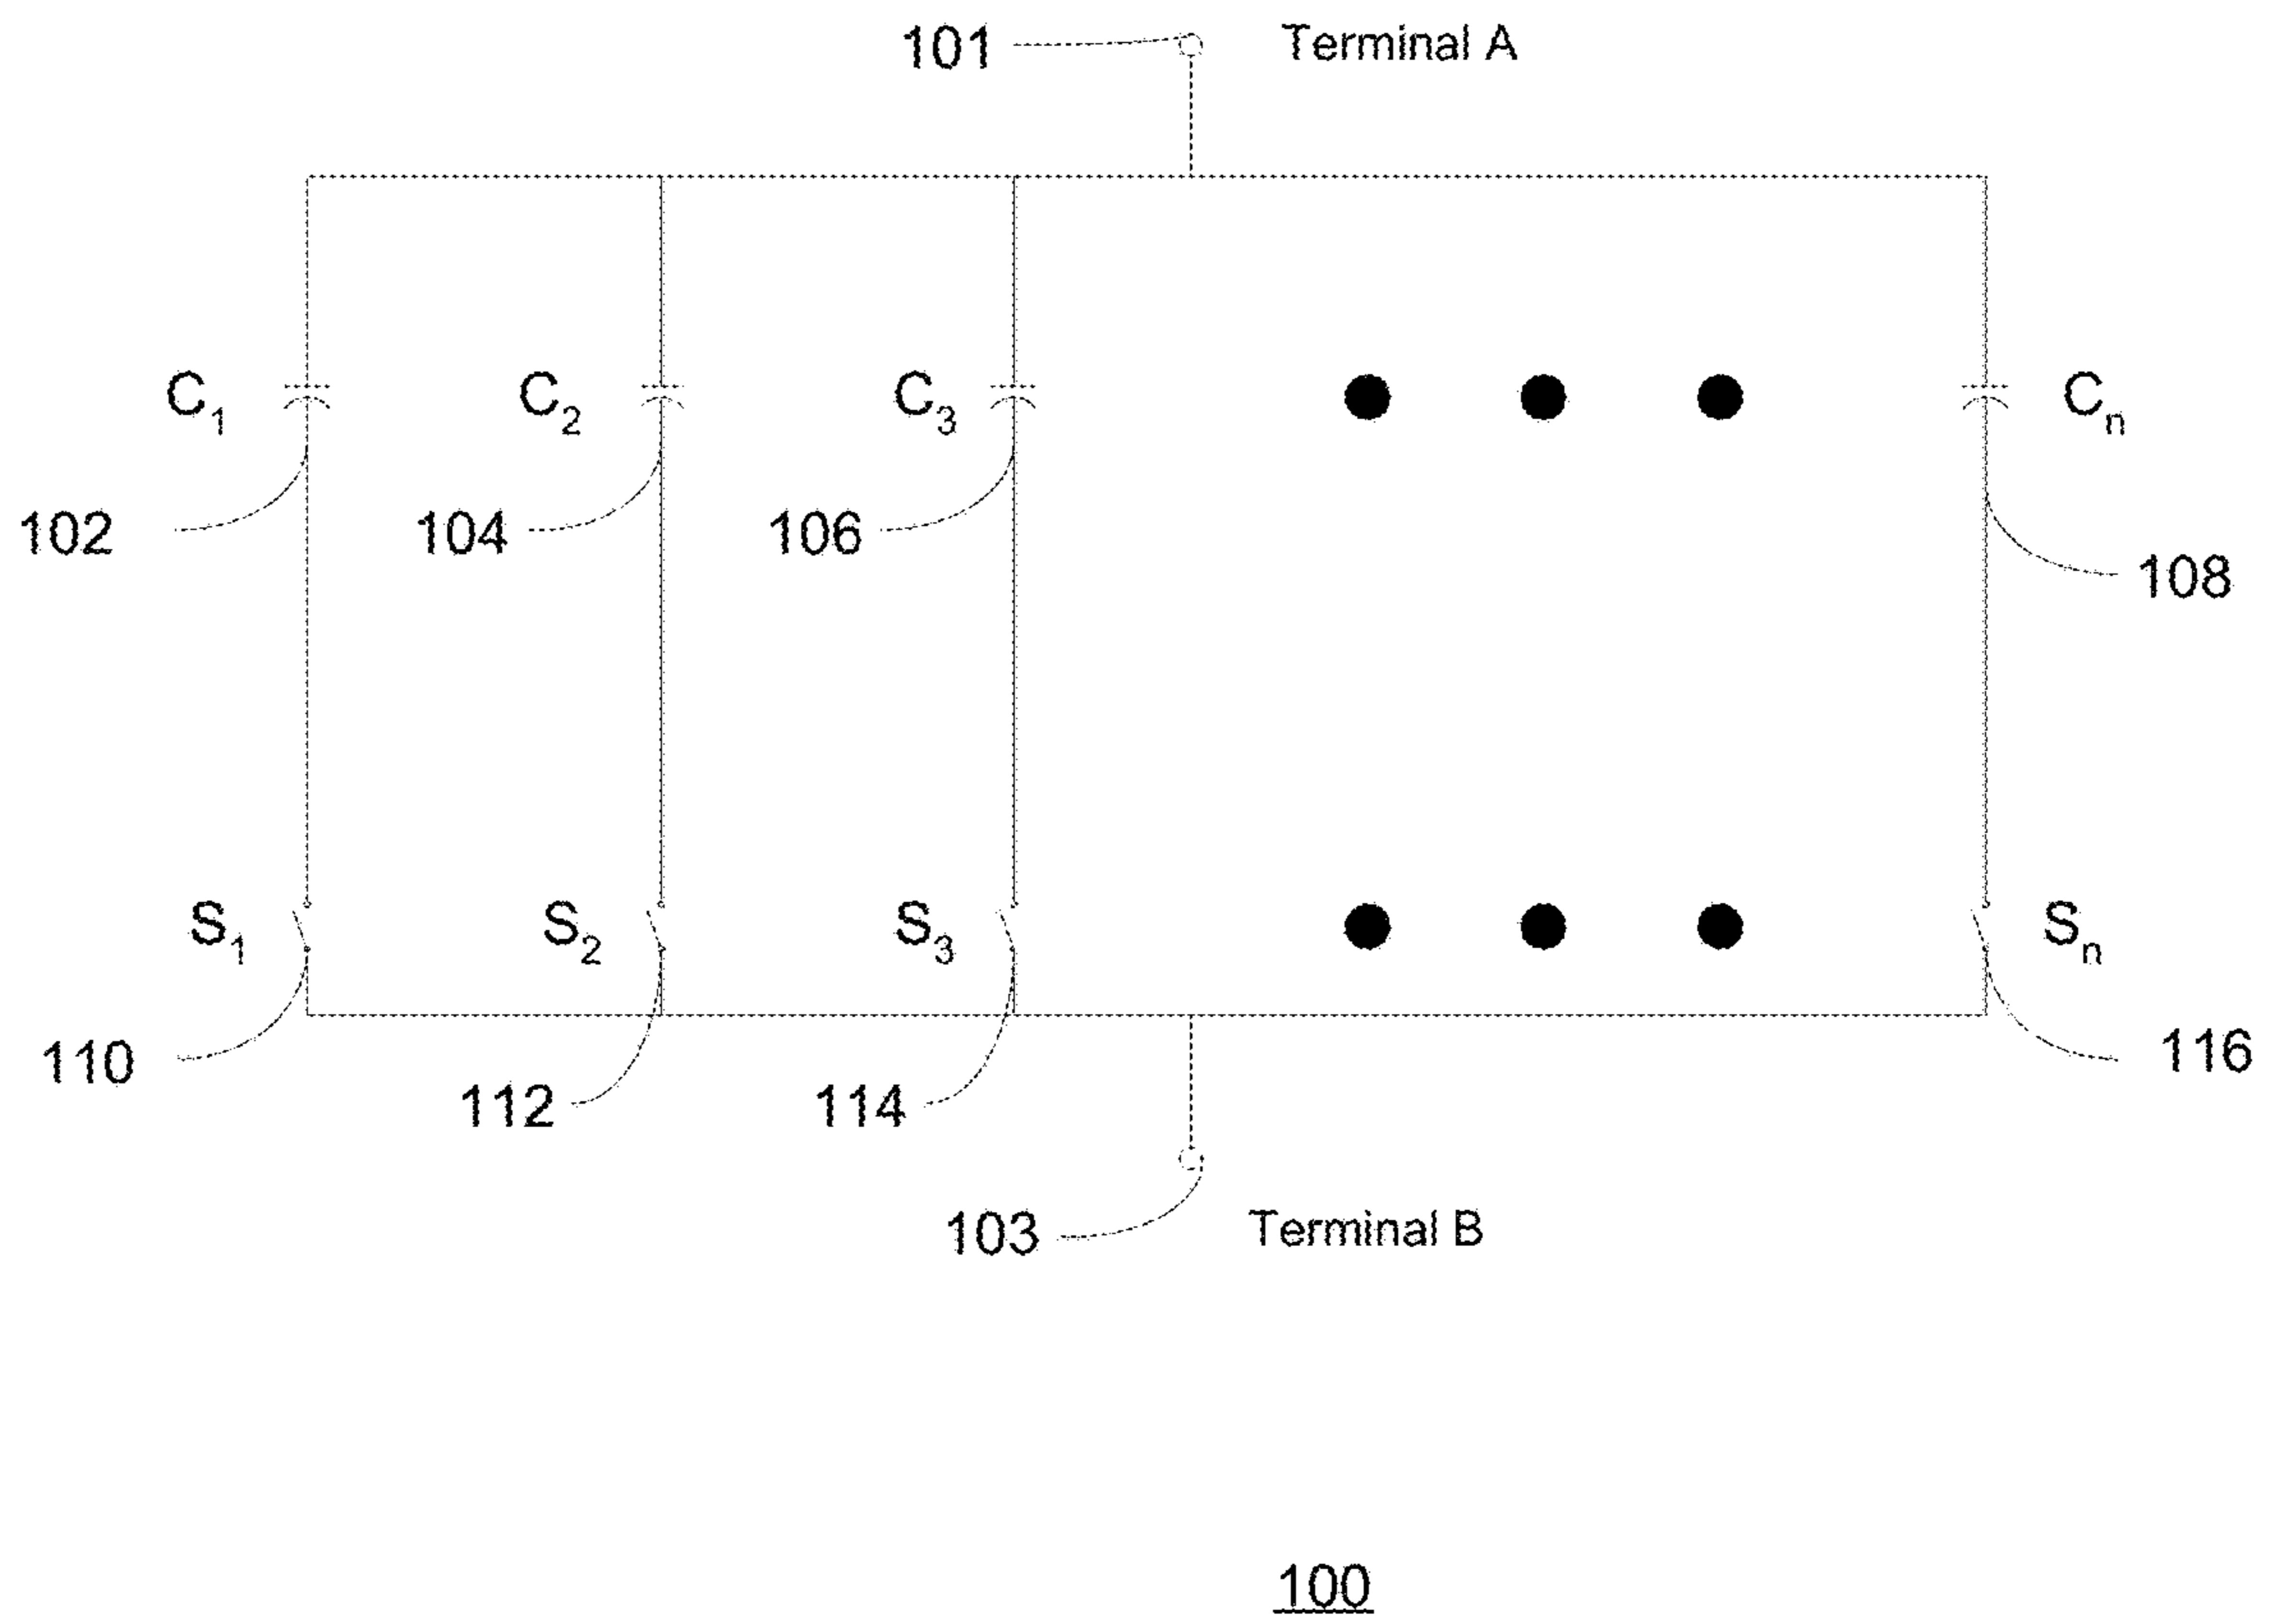 101 Terminal A
C1 C2 C3 Cn
102 104 106 108
S1 S2 S3 Sn
110 112 114 116
103 Terminal B
100